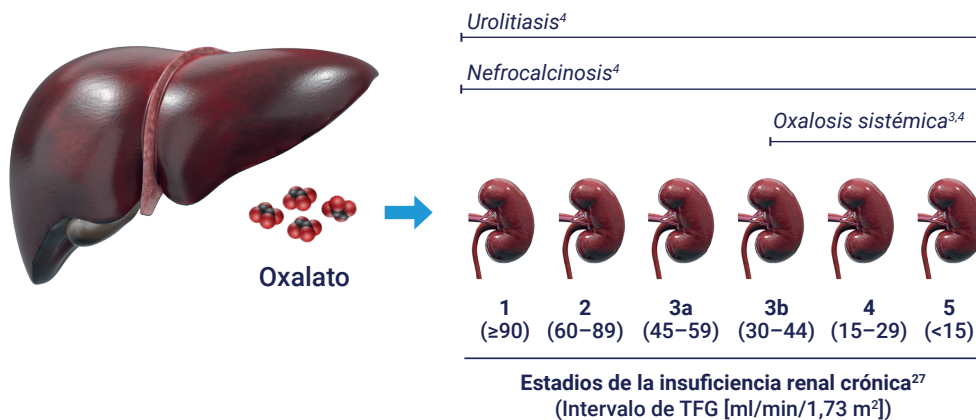 Urolitiasis⁴
Nefrocalcinosis⁴
Oxalosis sistémica³,⁴
Oxalato
1 2 3a 3b 4 5
(≥90) (60–89) (45–59) (30–44) (15–29) (<15)
Estadios de la insuficiencia renal crónica²⁷
(Intervalo de TFG [ml/min/1,73 m²])